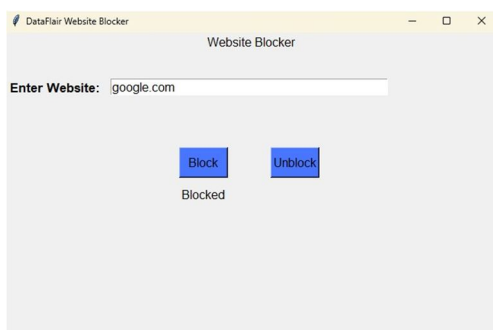 DataFlair Website Blocker
Website Blocker
Enter Website: google.com
Block Unblock
Blocked